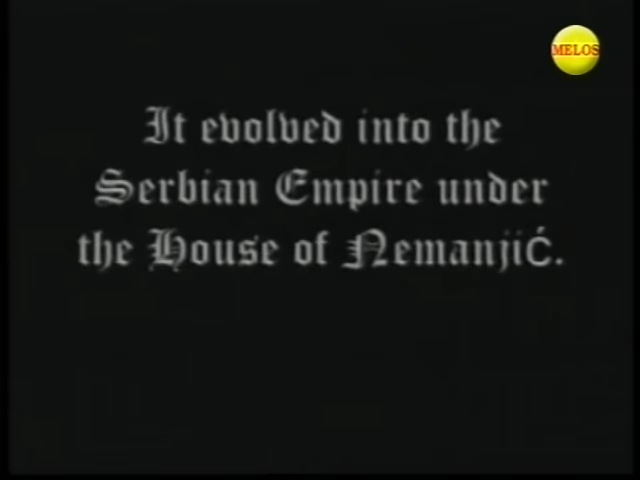 MELOS
It evolved into the
Serbian Empire under
the House of Nemanjić.